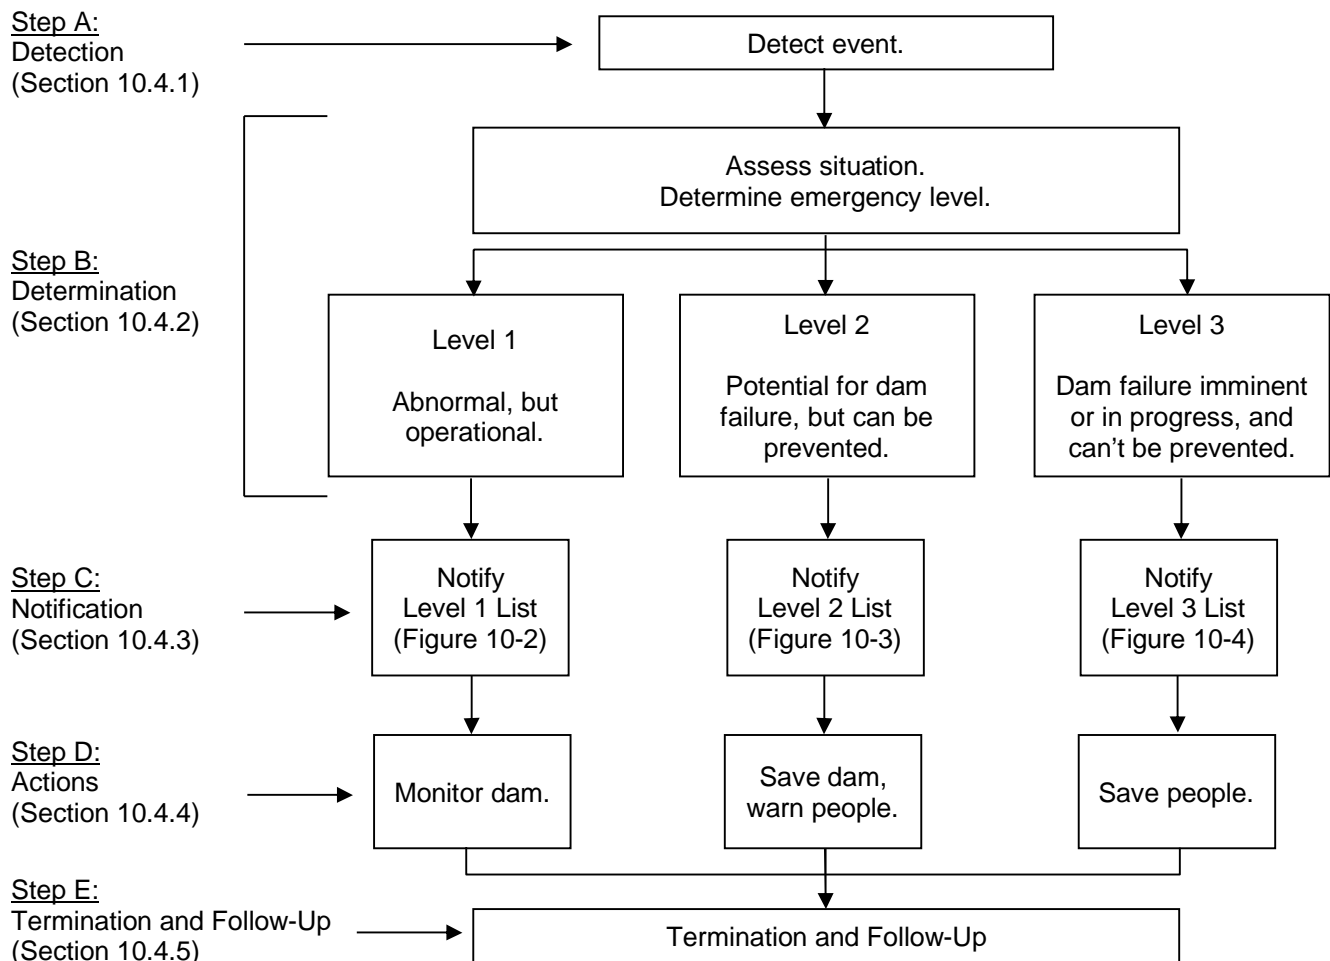 Step A:
Detection
(Section 10.4.1)
Detect event.
Assess situation.
Determine emergency level.
Step B:
Determination
(Section 10.4.2)
Level 1
Abnormal, but
operational.
Level 2
Potential for dam
failure, but can be
prevented.
Level 3
Dam failure imminent
or in progress, and
can’t be prevented.
Step C:
Notification
(Section 10.4.3)
Notify
Level 1 List
(Figure 10-2)
Notify
Level 2 List
(Figure 10-3)
Notify
Level 3 List
(Figure 10-4)
Step D:
Actions
(Section 10.4.4)
Monitor dam.
Save dam,
warn people.
Save people.
Step E:
Termination and Follow-Up
(Section 10.4.5)
Termination and Follow-Up